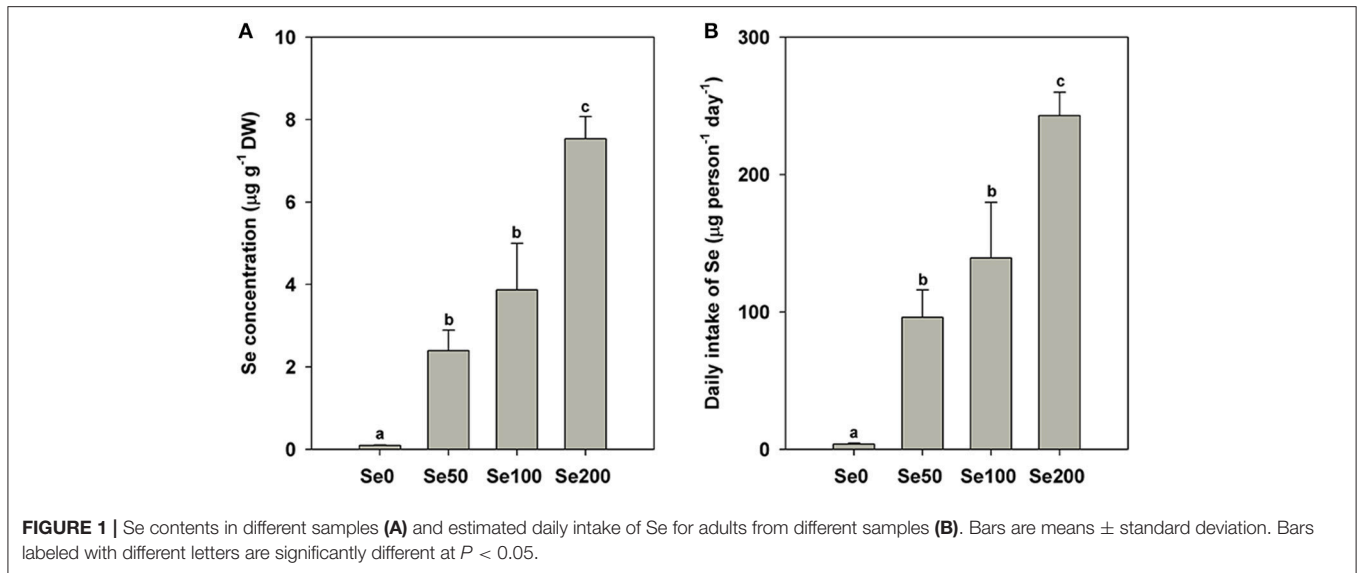 A
Se concentration (µg g⁻¹ DW)
10
8
6
4
2
0
a
b
b
c
Se0 Se50 Se100 Se200
B
Daily intake of Se (µg person⁻¹ day⁻¹)
300
200
100
0
a
b
b
c
Se0 Se50 Se100 Se200
FIGURE 1 | Se contents in different samples (A) and estimated daily intake of Se for adults from different samples (B). Bars are means ± standard deviation. Bars
labeled with different letters are significantly different at P < 0.05.